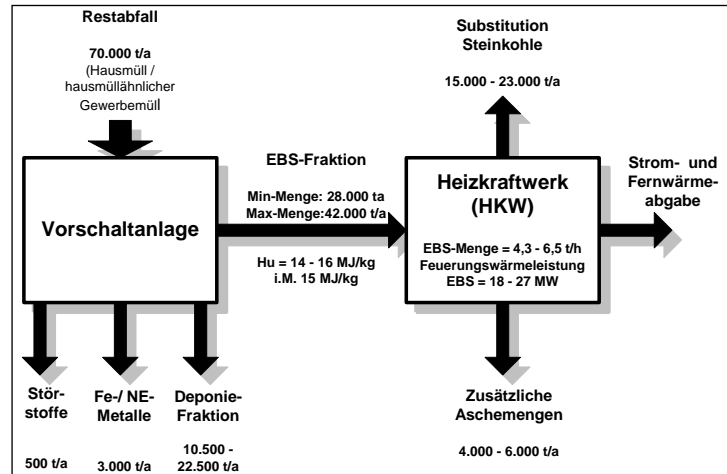 Restabfall
70.000 t/a
(Hausmüll /
hausmüllähnlicher
Gewerbemüll
Vorschaltanlage
Stör-
stoffe
500 t/a
Fe-/ NE-
Metalle
3.000 t/a
Deponie-
Fraktion
10.500 -
22.500 t/a
EBS-Fraktion
Min-Menge: 28.000 ta
Max-Menge:42.000 t/a
Hu = 14 - 16 MJ/kg
i.M. 15 MJ/kg
Substitution
Steinkohle
15.000 - 23.000 t/a
Heizkraftwerk
(HKW)
EBS-Menge = 4,3 - 6,5 t/h
Feuerungswärmeleistung
EBS = 18 - 27 MW
Strom- und
Fernwärme-
abgabe
Zusätzliche
Aschemengen
4.000 - 6.000 t/a